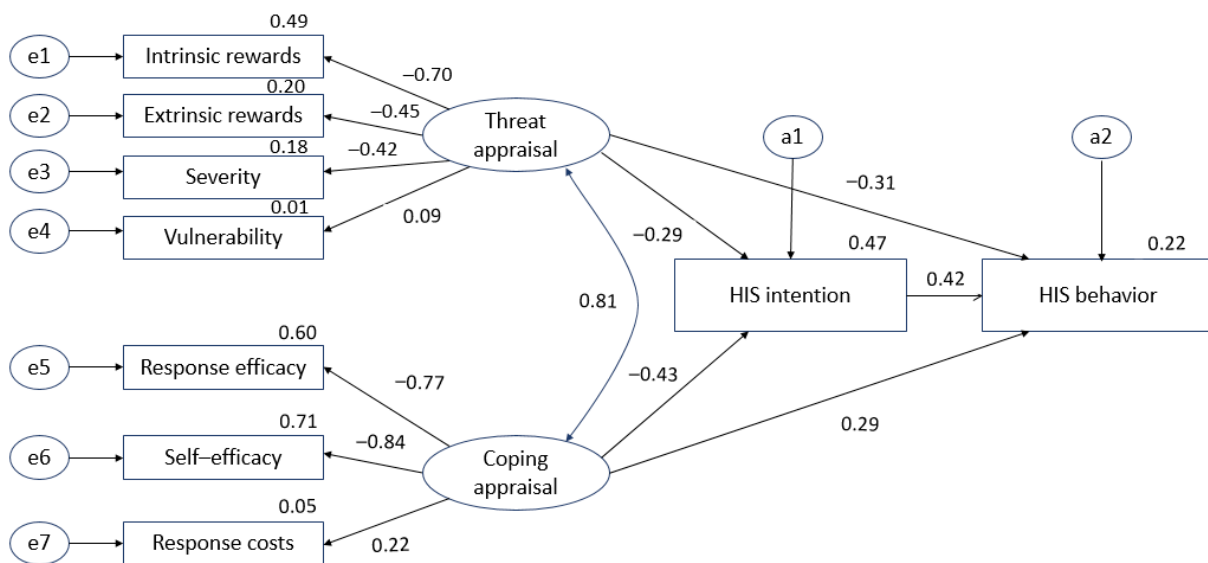 0.49
e1
Intrinsic rewards
–0.70
0.20
e2
Extrinsic rewards
–0.45
0.18
e3
Severity
–0.42
0.01
e4
Vulnerability
0.09
Threat
appraisal
a1
a2
–0.31
–0.29
0.47
0.22
HIS intention
0.42
HIS behavior
0.81
0.60
e5
Response efficacy
–0.77
–0.43
0.29
0.71
e6
Self–efficacy
–0.84
Coping
appraisal
0.05
e7
Response costs
0.22